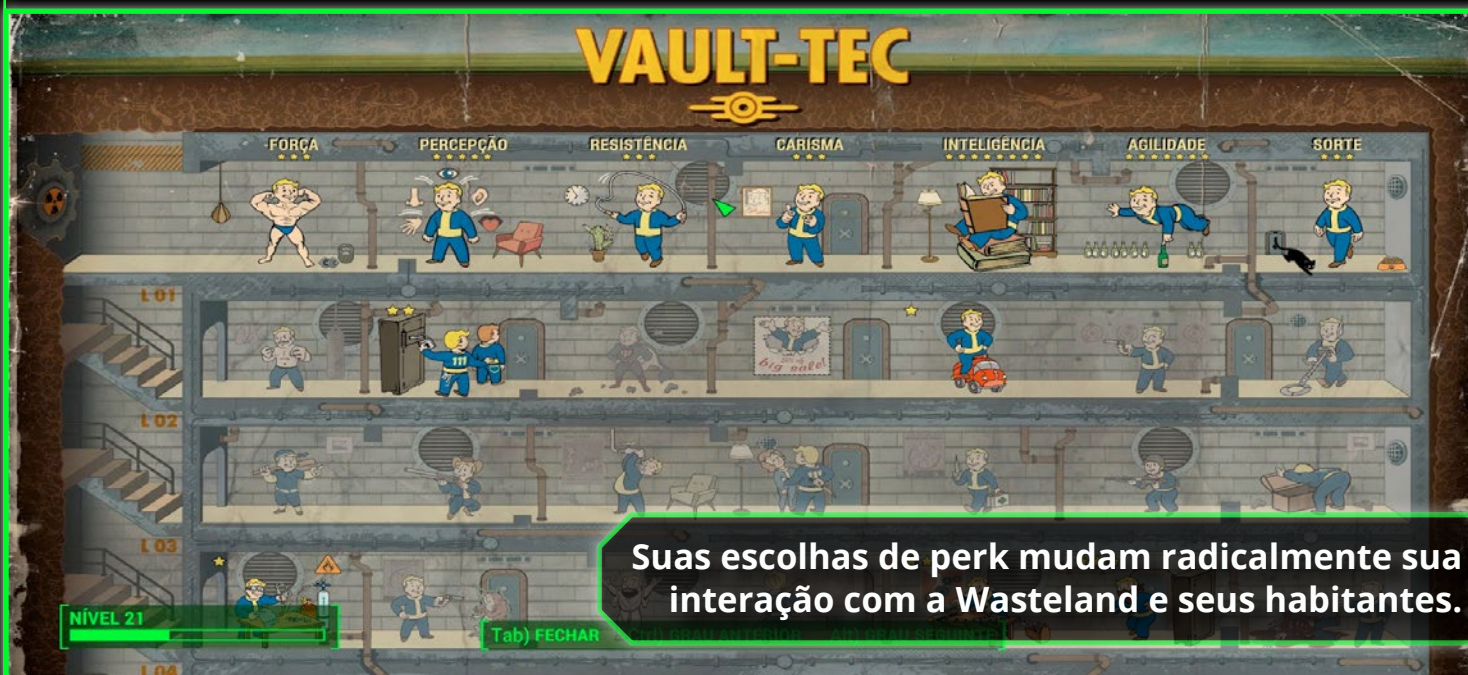 VAULT-TEC
FORÇA
PERCEPÇÃO
RESISTÊNCIA
CARISMA
INTELIGÊNCIA
AGILIDADE
SORTE
L 01
111
big sale!
L 02
L 03
Suas escolhas de perk mudam radicalmente sua
interação com a Wasteland e seus habitantes.
NÍVEL 21
Tab) FECHAR
L 04